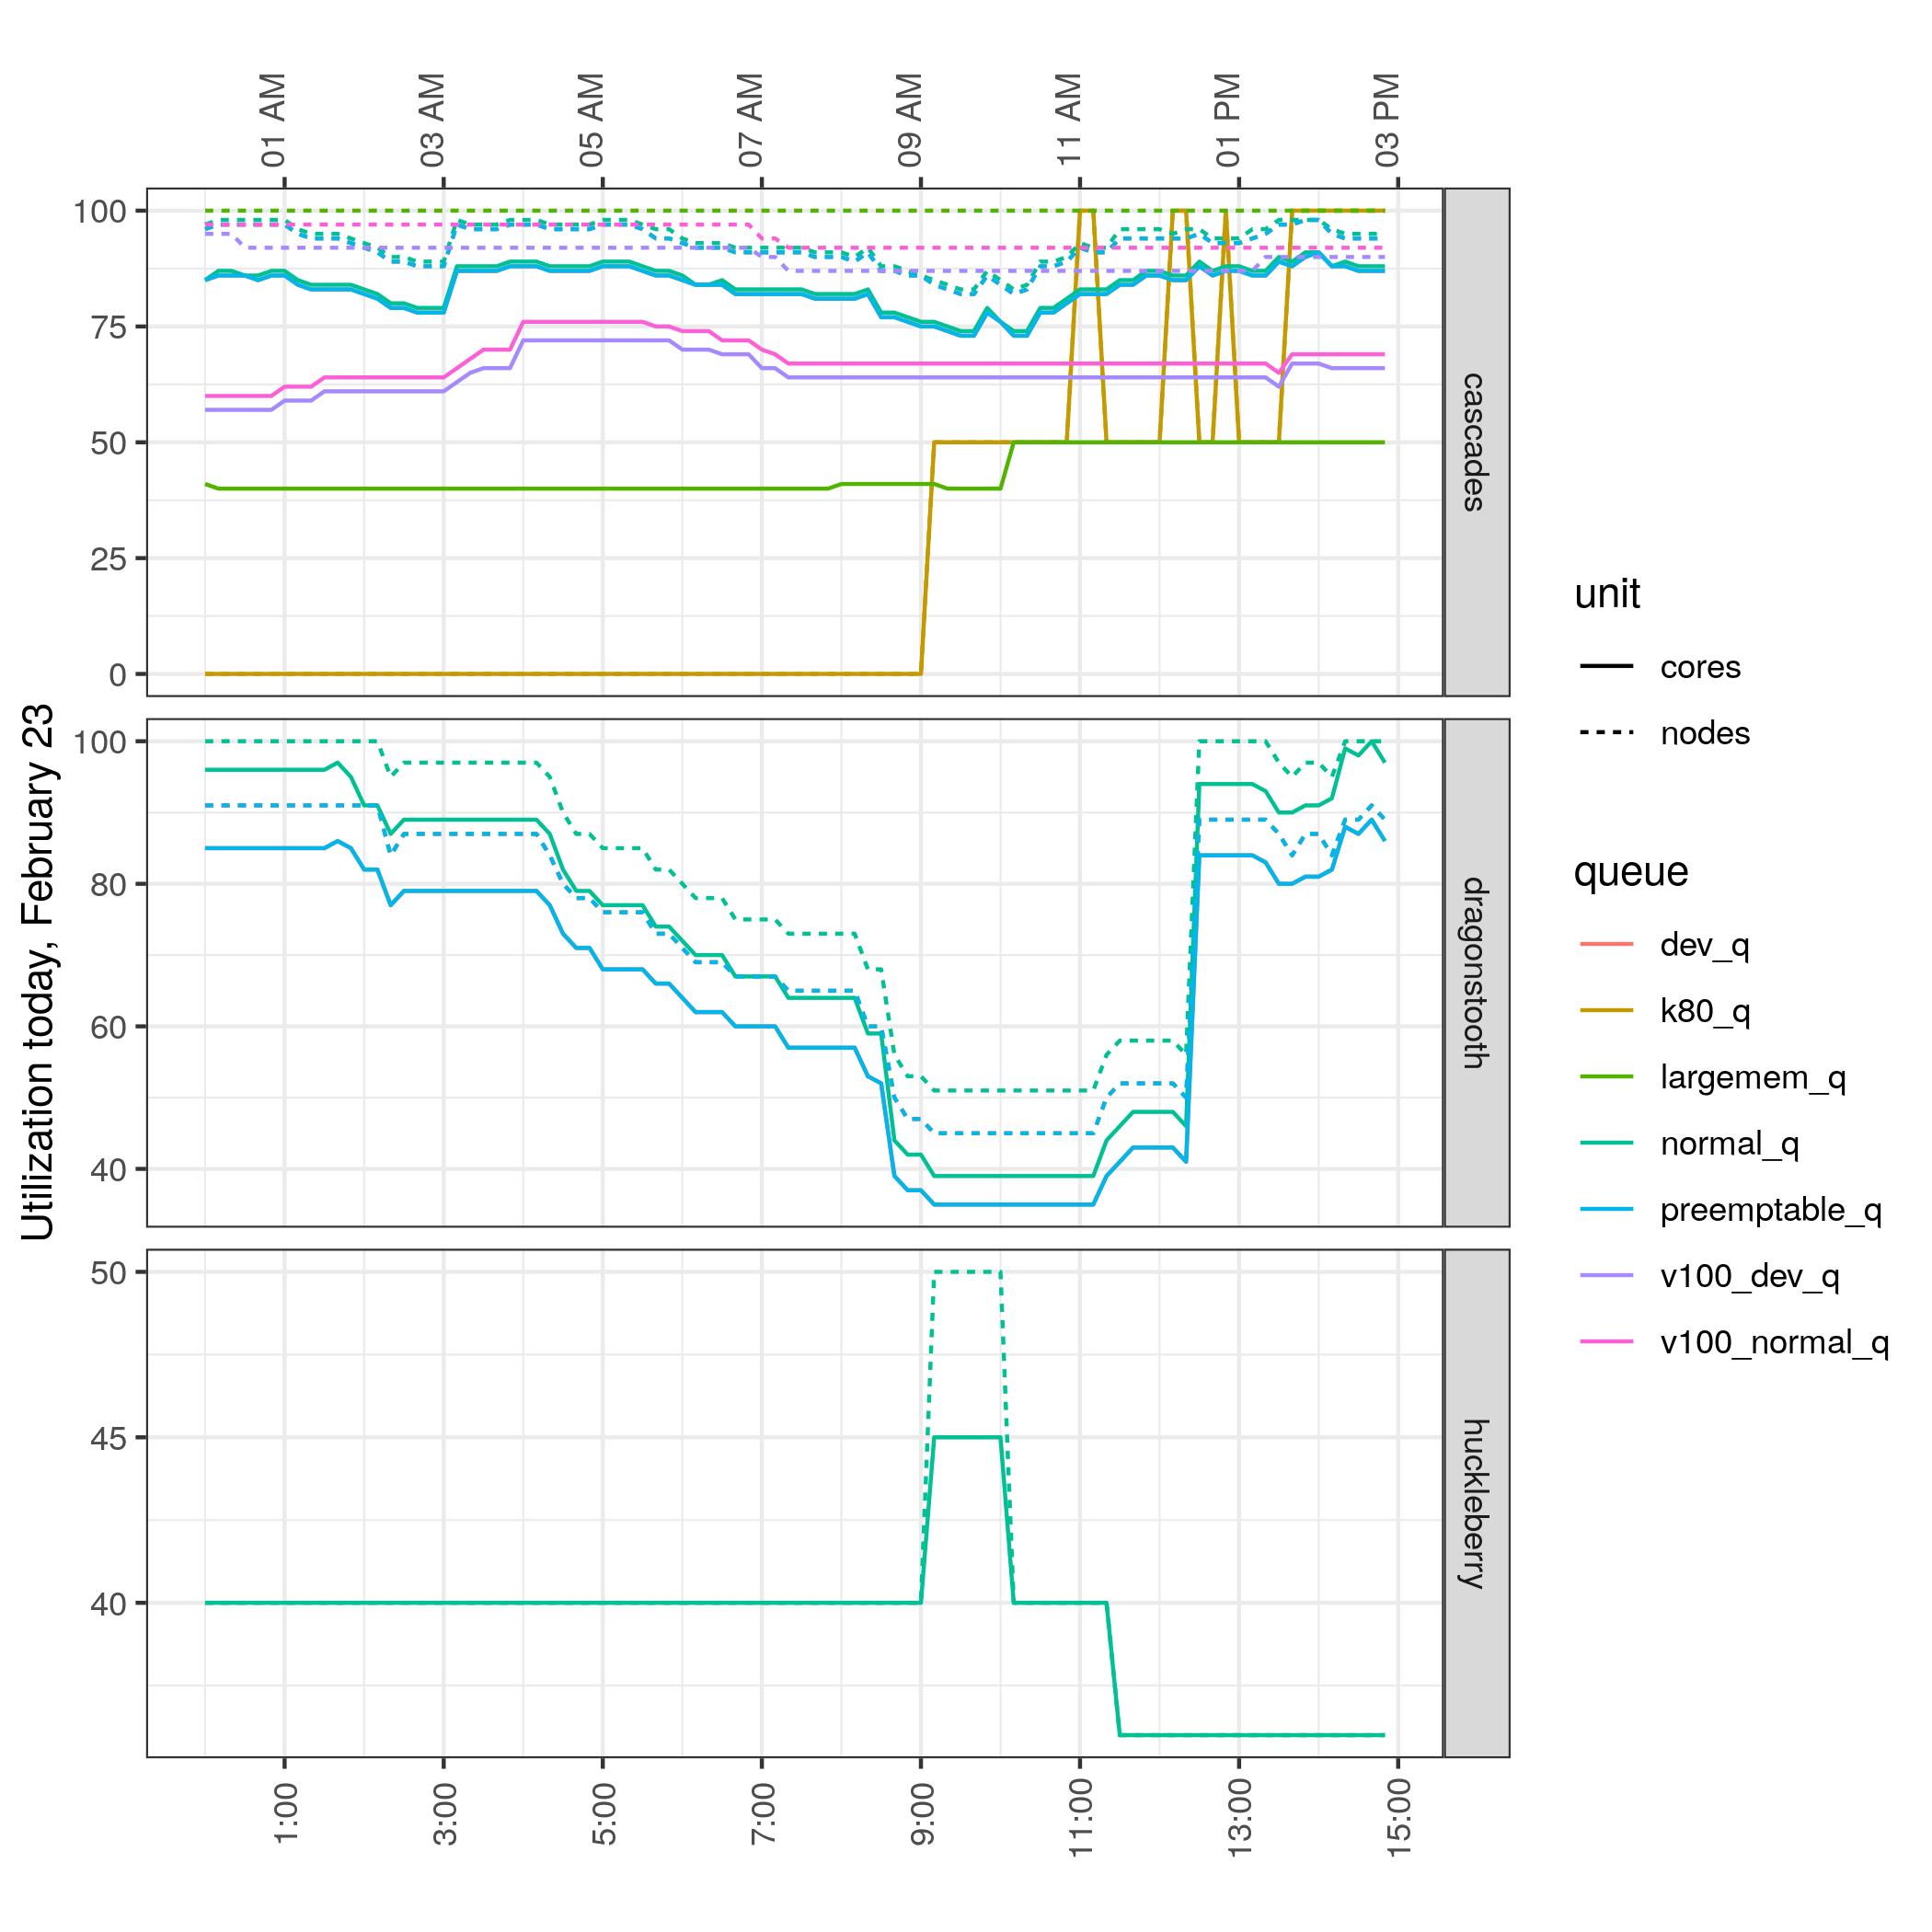 01 AM
03 AM
05 AM
07 AM
09 AM
11 AM
01 PM
03 PM
Utilization today, February 23
100
75
50
25
0
cascades
100
80
60
40
dragonstooth
50
45
40
huckleberry
1:00
3:00
5:00
7:00
9:00
11:00
13:00
15:00
unit
cores
nodes
queue
dev_q
k80_q
largemem_q
normal_q
preemptable_q
v100_dev_q
v100_normal_q